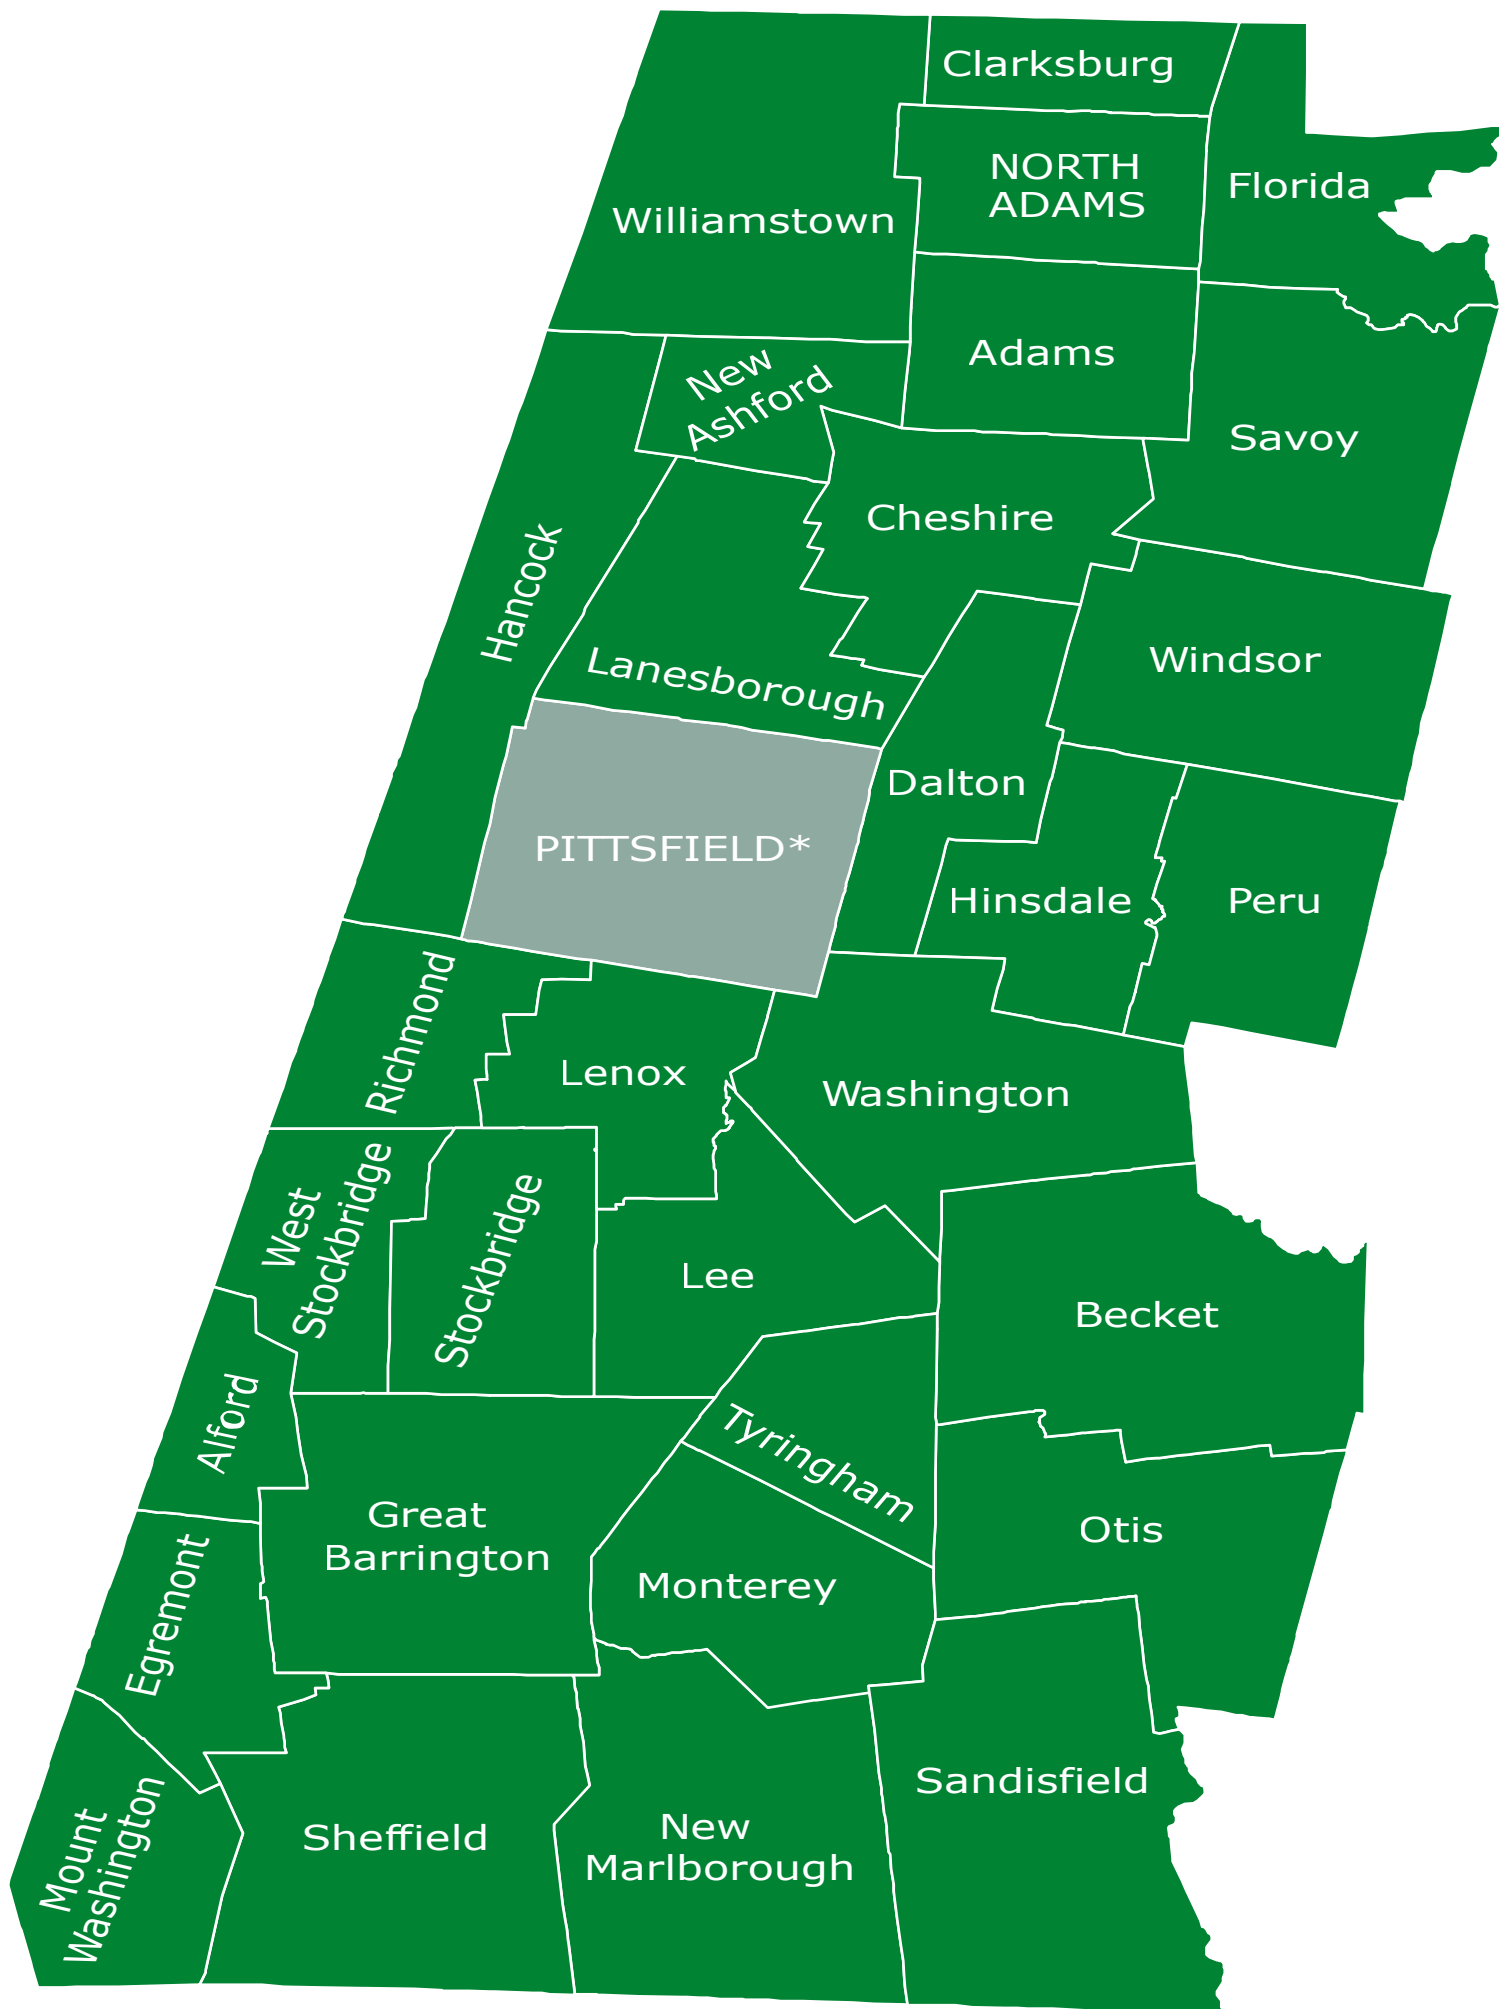 Clarksburg
NORTH
ADAMS
Florida
Williamstown
Adams
New
Ashford
Savoy
Cheshire
Hancock
Lanesborough
Windsor
Dalton
PITTSFIELD*
Hinsdale
Peru
Richmond
Lenox
Washington
West
Stockbridge
Stockbridge
Lee
Becket
Alford
Tyringham
Great
Barrington
Otis
Monterey
Egremont
Sandisfield
Mount
Washington
Sheffield
New
Marlborough